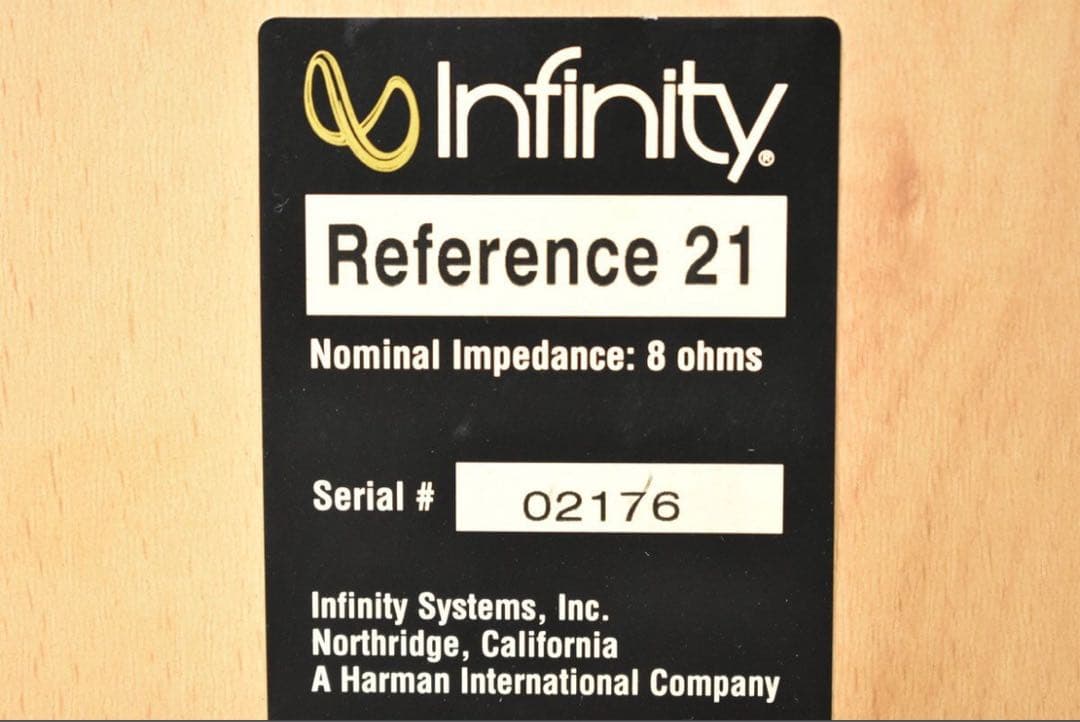 Infinity®
Reference 21
Nominal Impedance: 8 ohms
Serial # 02176
Infinity Systems, Inc.
Northridge, California
A Harman International Company